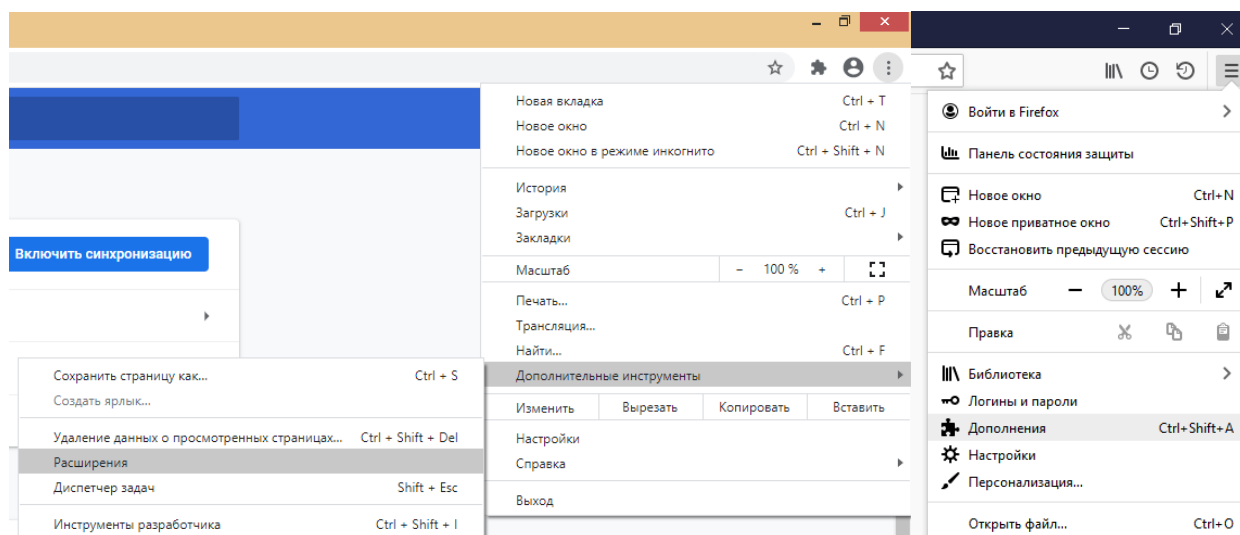 Новая вкладка Ctrl + T
Новое окно Ctrl + N
Новое окно в режиме инкогнито Ctrl + Shift + N
История
Загрузки Ctrl + J
Закладки
Масштаб - 100 % +
Печать... Ctrl + P
Трансляция...
Найти... Ctrl + F
Дополнительные инструменты
Изменить Вырезать Копировать Вставить
Настройки
Справка
Выход
Включить синхронизацию
Сохранить страницу как... Ctrl + S
Создать ярлык...
Удаление данных о просмотренных страницах... Ctrl + Shift + Del
Расширения
Диспетчер задач Shift + Esc
Инструменты разработчика Ctrl + Shift + I
Войти в Firefox
Панель состояния защиты
Новое окно Ctrl+N
Новое приватное окно Ctrl+Shift+P
Восстановить предыдущую сессию
Масштаб 100%
Правка
Библиотека
Логины и пароли
Дополнения Ctrl+Shift+A
Настройки
Персонализация...
Открыть файл... Ctrl+O